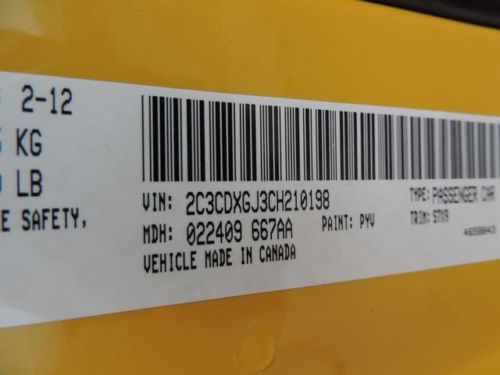 2-12
KG
LB
E SAFETY,
VIN: 2C3CDXGJ3CH210198 TYPE: PASSENGER CAR
MDH: 022409 667AA PAINT: PYV TRIM:
VEHICLE MADE IN CANADA